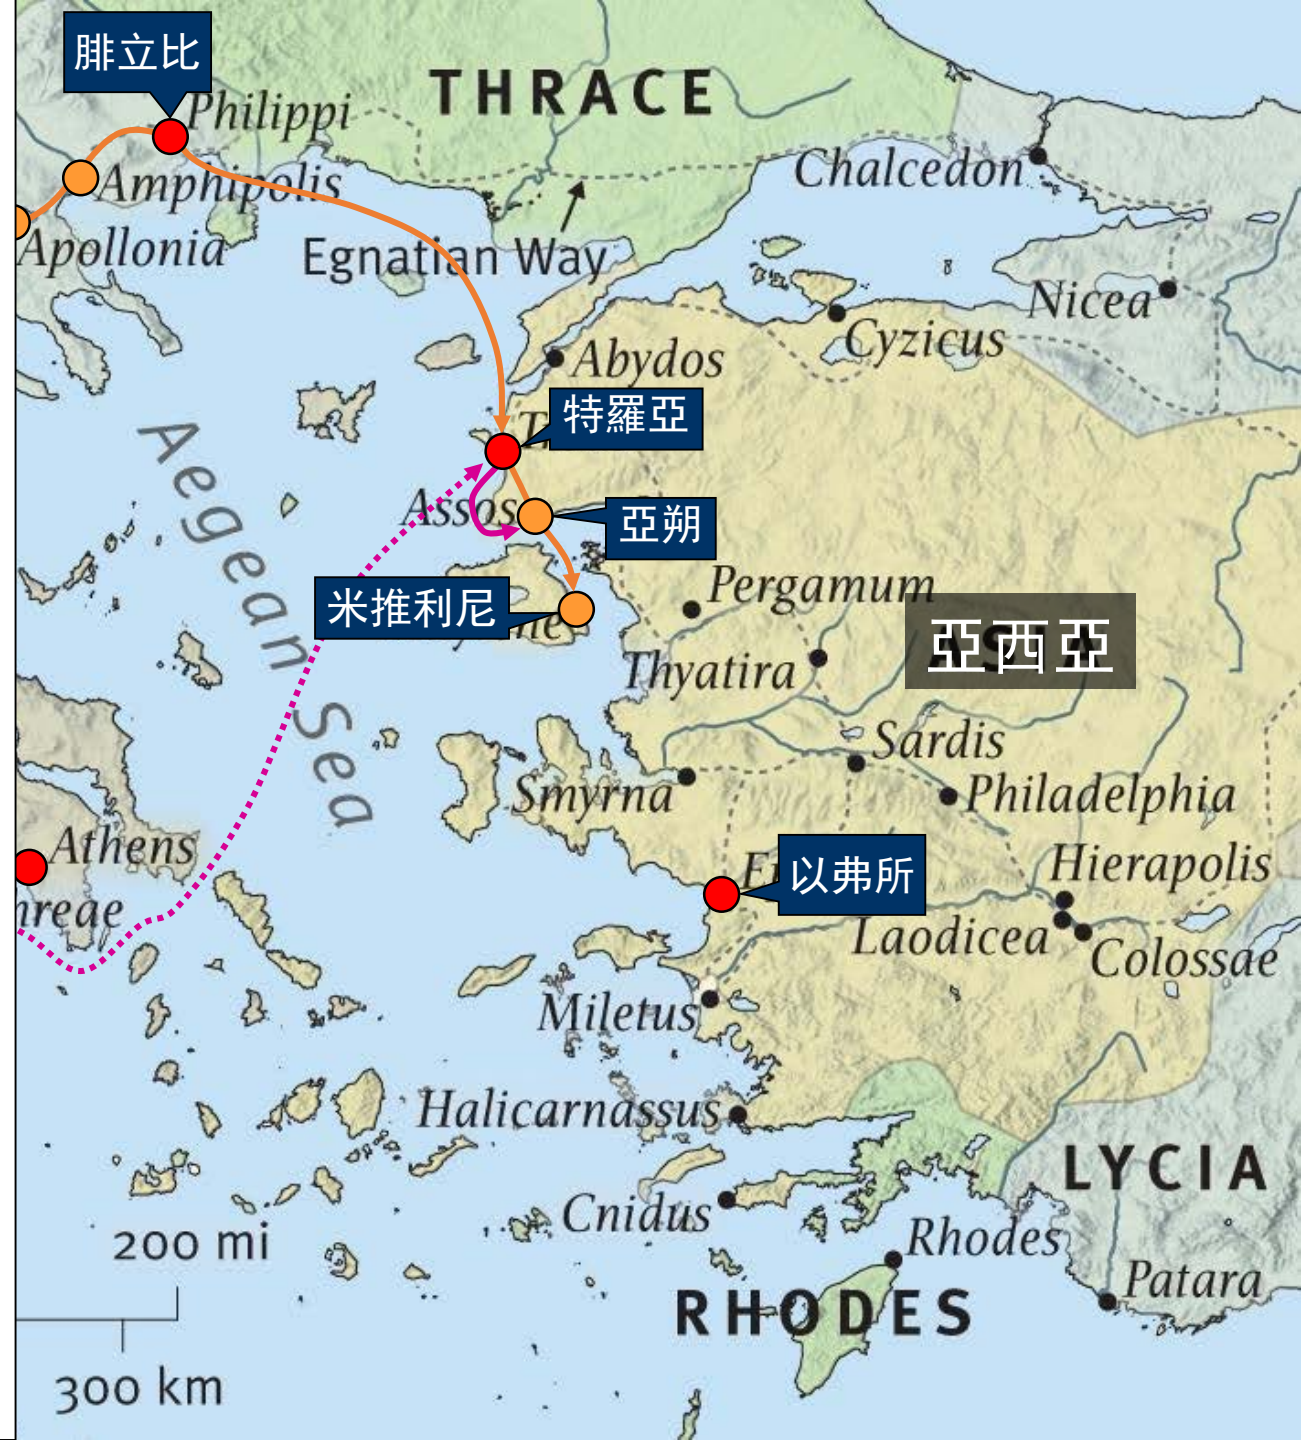 腓立比
THRACE
Philippi
Chalcedon
Amphipolis
Apollonia
Egnatian Way
Nicea
Cyzicus
Abydos
特羅亞
Assos
亞朔
Aegean Sea
Pergamum
米推利尼
亞西亞
Thyatira
Sardis
Smyrna
Philadelphia
Athens
Hierapolis
以弗所
Laodicea
Colossae
Miletus
Halicarnassus
LYCIA
Cnidus
200 mi
Rhodes
Patara
RHODES
300 km